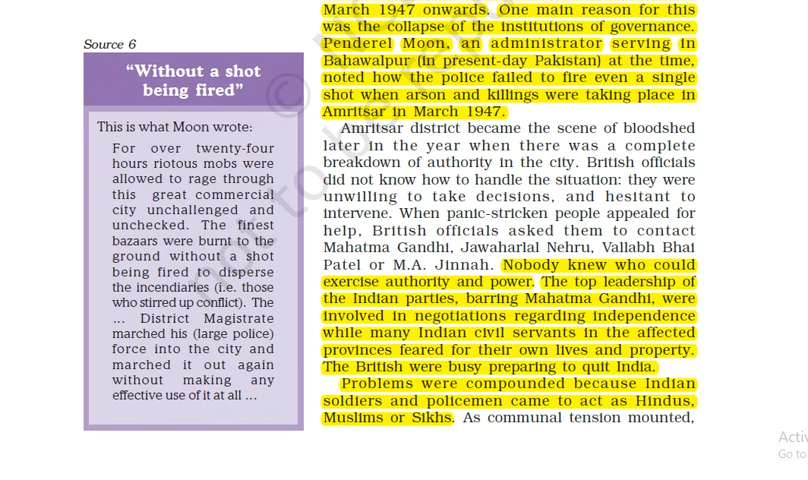 Source 6
"Without a shot
being fired"
This is what Moon wrote:
For over twenty-four
hours riotous mobs were
allowed to rage through
this great commercial
city unchallenged and
unchecked. The finest
bazaars were burnt to the
ground without a shot
being fired to disperse
the incendiaries (i.e. those
who stirred up conflict). The
... District Magistrate
marched his (large police)
force into the city and
marched it out again
without making any
effective use of it at all ...
March 1947 onwards. One main reason for this
was the collapse of the institutions of governance.
Penderel Moon, an administrator serving in
Bahawalpur (in present-day Pakistan) at the time,
noted how the police failed to fire even a single
shot when arson and killings were taking place in
Amritsar in March 1947.
Amritsar district became the scene of bloodshed
later in the year when there was a complete
breakdown of authority in the city. British officials
did not know how to handle the situation: they were
unwilling to take decisions, and hesitant to
intervene. When panic-stricken people appealed for
help, British officials asked them to contact
Mahatma Gandhi, Jawaharlal Nehru, Vallabh Bhai
Patel or M.A. Jinnah. Nobody knew who could
exercise authority and power. The top leadership of
the Indian parties, barring Mahatma Gandhi, were
involved in negotiations regarding independence
while many Indian civil servants in the affected
provinces feared for their own lives and property.
The British were busy preparing to quit India.
Problems were compounded because Indian
soldiers and policemen came to act as Hindus,
Muslims or Sikhs. As communal tension mounted,
Go to